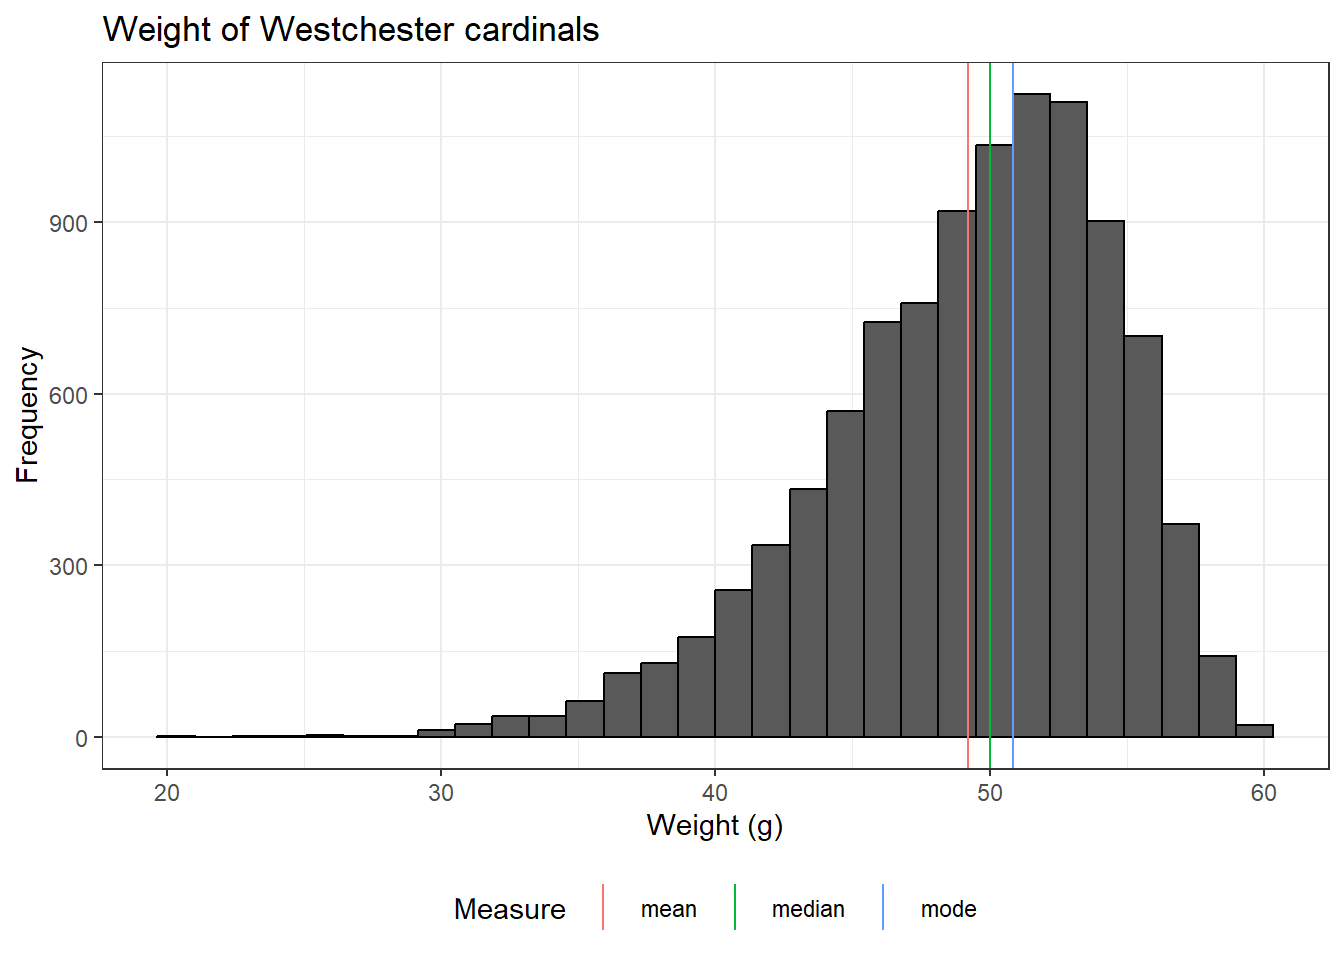 Weight of Westchester cardinals
900
600
300
0
Frequency
20 30 40 50 60
Weight (g)
Measure mean median mode